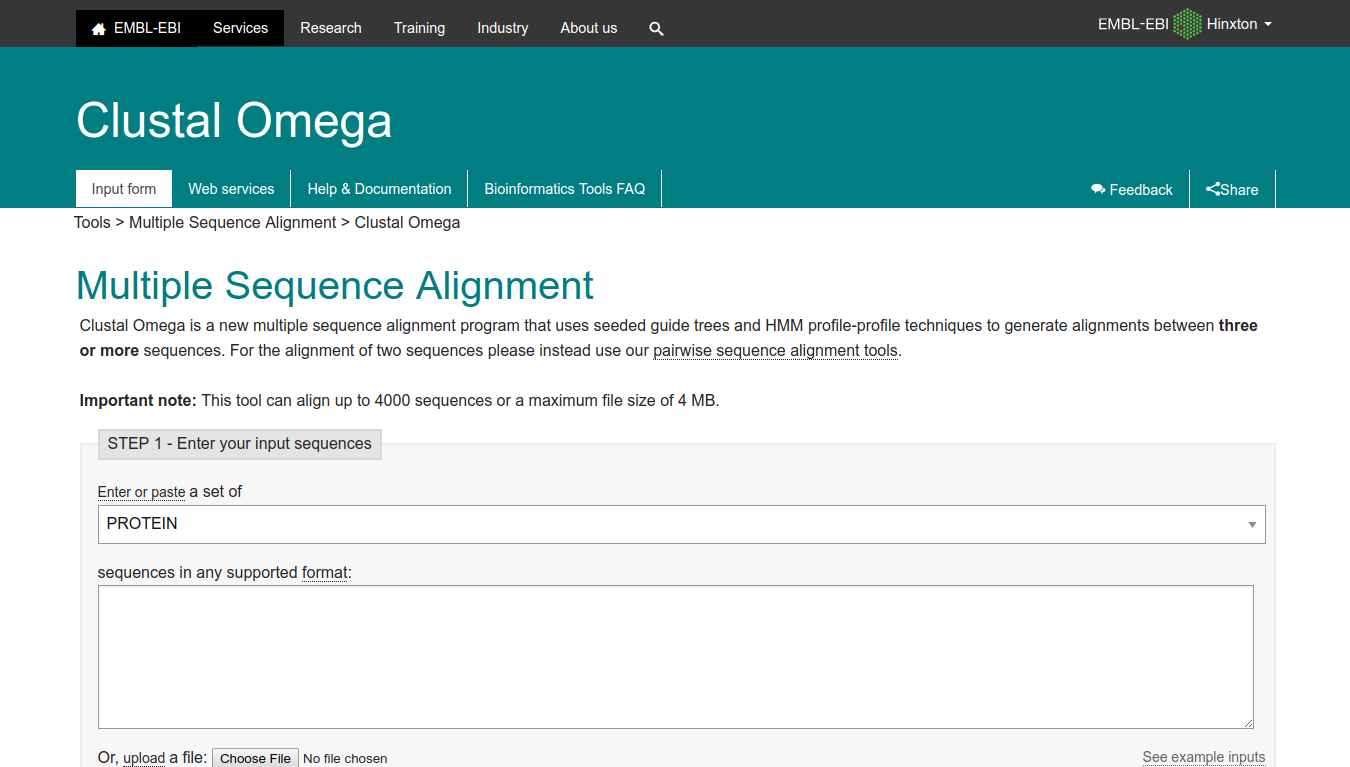 EMBL-EBI Services Research Training Industry About us EMBL-EBI Hinxton
Clustal Omega
Input form Web services Help & Documentation Bioinformatics Tools FAQ Feedback Share
Tools > Multiple Sequence Alignment > Clustal Omega
Multiple Sequence Alignment
Clustal Omega is a new multiple sequence alignment program that uses seeded guide trees and HMM profile-profile techniques to generate alignments between three
or more sequences. For the alignment of two sequences please instead use our pairwise sequence alignment tools.
Important note: This tool can align up to 4000 sequences or a maximum file size of 4 MB.
STEP 1 - Enter your input sequences
Enter or paste a set of
PROTEIN
sequences in any supported format:
Or, upload a file: Choose File No file chosen See example inputs